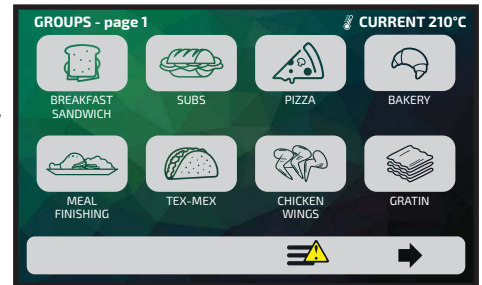 GROUPS - page 1
CURRENT 210°C
BREAKFAST
SANDWICH
SUBS
PIZZA
BAKERY
MEAL
FINISHING
TEX-MEX
CHICKEN
WINGS
GRATIN